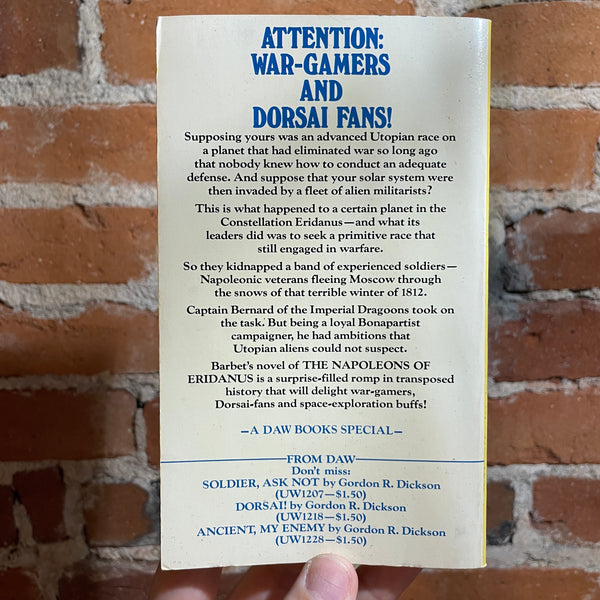 ATTENTION:
WAR-GAMERS
AND
DORSAI FANS!
Supposing yours was an advanced Utopian race on
a planet that had eliminated war so long ago
that nobody knew how to conduct an adequate
defense. And suppose that your solar system were
then invaded by a fleet of alien militarists?
This is what happened to a certain planet in the
Constellation Eridanus—and what its
leaders did was to seek a primitive race that
still engaged in warfare.
So they kidnapped a band of experienced soldiers—
Napoleonic veterans fleeing Moscow through
the snows of that terrible winter of 1812.
Captain Bernard of the Imperial Dragoons took on
the task. But being a loyal Bonapartist
campaigner, he had ambitions that
Utopian aliens could not suspect.
Barbet's novel of THE NAPOLEONS OF
ERIDANUS is a surprise-filled romp in transposed
history that will delight war-gamers,
Dorsai-fans and space-exploration buffs!
—A DAW BOOKS SPECIAL—
FROM DAW
Don't miss:
SOLDIER, ASK NOT by Gordon R. Dickson
(UW1207—$1.50)
DORSAI! by Gordon R. Dickson
(UW1218—$1.50)
ANCIENT, MY ENEMY by Gordon R. Dickson
(UW1228—$1.50)